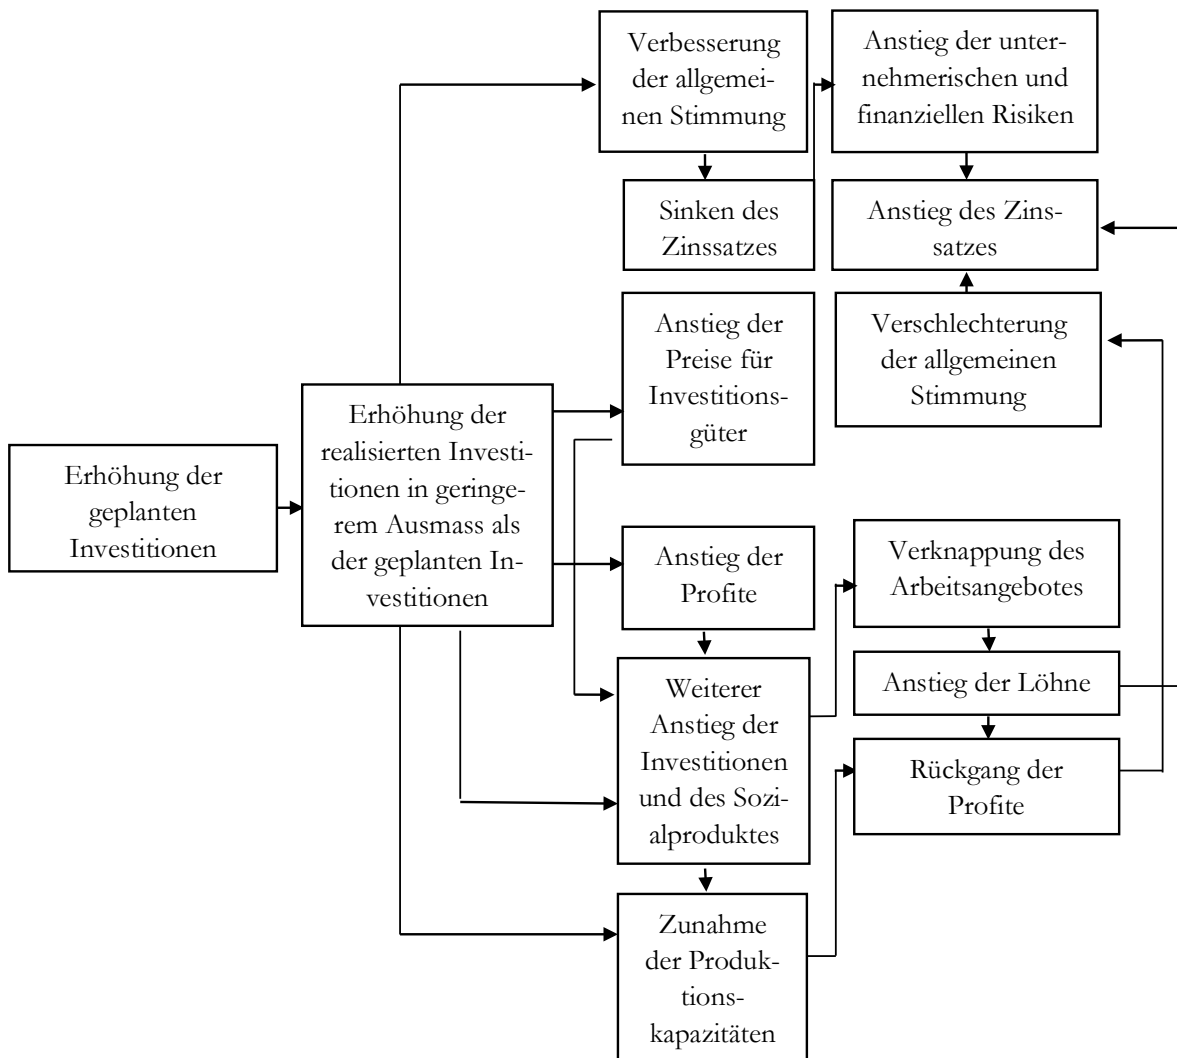 Verbesserung
der allgemei-
nen Stimmung
Anstieg der unter-
nehmerischen und
finanziellen Risiken
Sinken des
Zinssatzes
Anstieg des Zins-
satzes
Anstieg der
Preise für
Investitions-
güter
Verschlechterung
der allgemeinen
Stimmung
Erhöhung der
geplanten
Investitionen
Erhöhung der
realisierten Investi-
tionen in geringe-
rem Ausmass als
der geplanten In-
vestitionen
Anstieg der
Profite
Verknappung des
Arbeitsangebotes
Weiterer
Anstieg der
Investitionen
und des Sozi-
alproduktes
Anstieg der Löhne
Rückgang der
Profite
Zunahme
der Produk-
tions-
kapazitäten